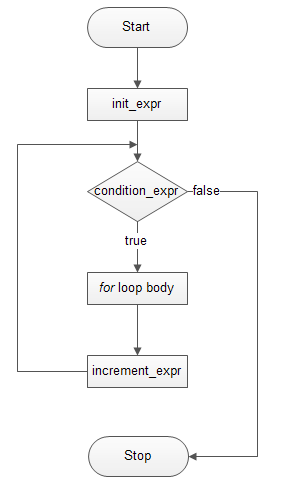 Start
init_expr
condition_expr
false
true
for loop body
increment_expr
Stop